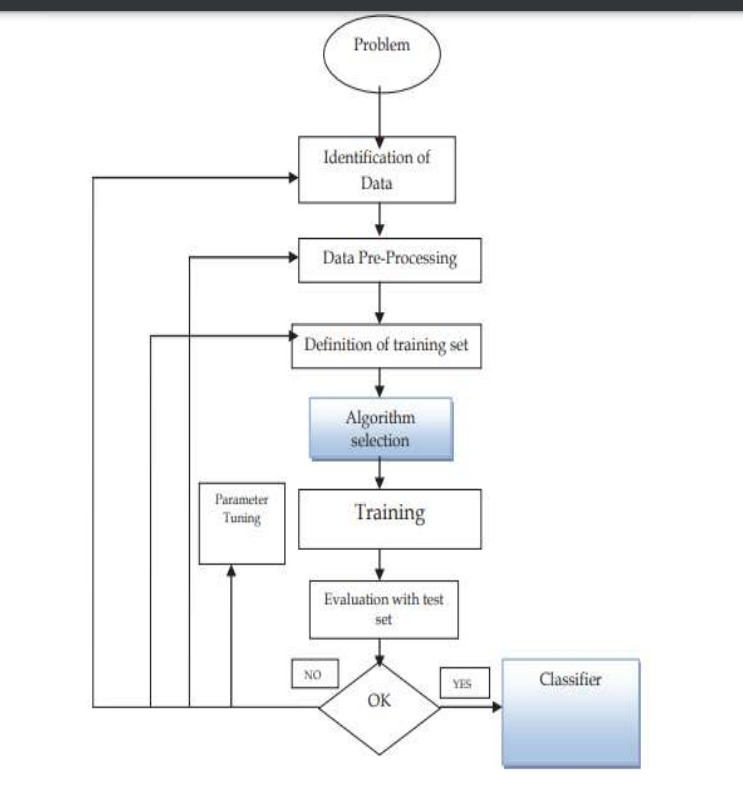 Problem
Identification of
Data
Data Pre-Processing
Definition of training set
Algorithm
selection
Parameter
Tuning
Training
Evaluation with test
set
NO
OK
YES
Classifier